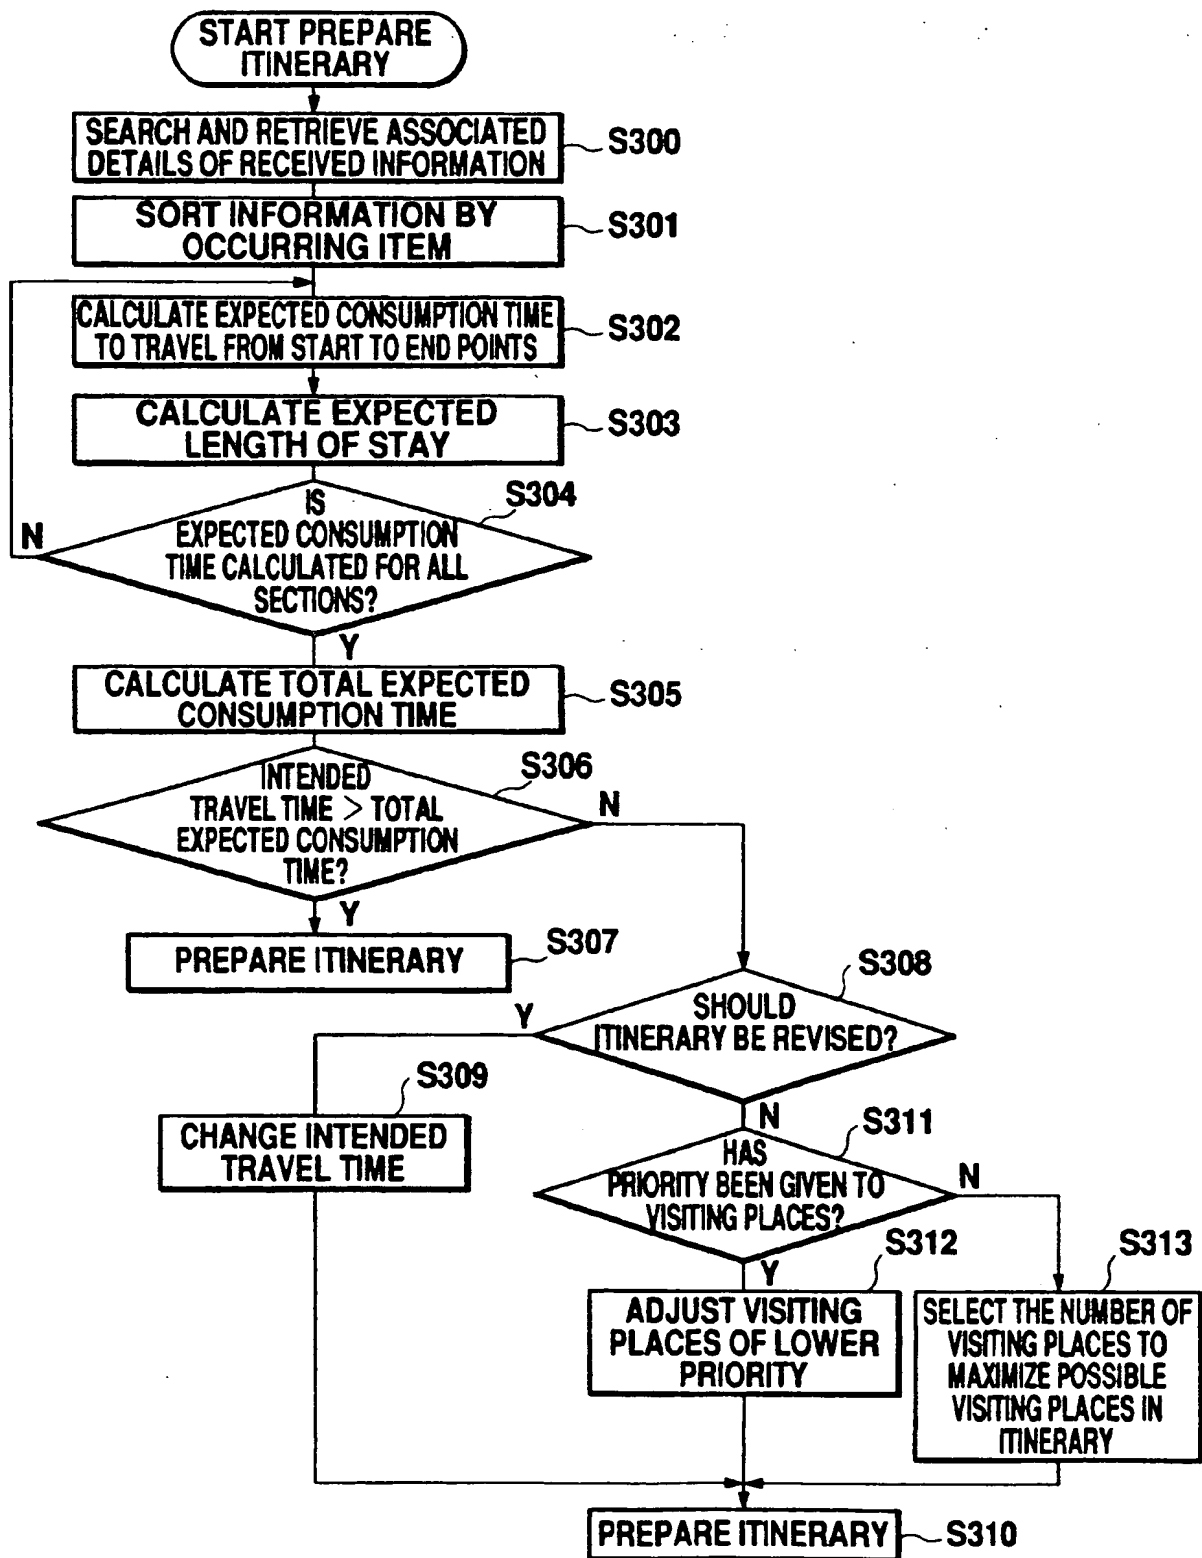 START PREPARE
ITINERARY
SEARCH AND RETRIEVE ASSOCIATED
DETAILS OF RECEIVED INFORMATION
S300
SORT INFORMATION BY
OCCURRING ITEM
S301
CALCULATE EXPECTED CONSUMPTION TIME
TO TRAVEL FROM START TO END POINTS
S302
CALCULATE EXPECTED
LENGTH OF STAY
S303
S304
IS
EXPECTED CONSUMPTION
TIME CALCULATED FOR ALL
SECTIONS?
N
Y
CALCULATE TOTAL EXPECTED
CONSUMPTION TIME
S305
S306
INTENDED
TRAVEL TIME > TOTAL
EXPECTED CONSUMPTION
TIME?
N
Y
PREPARE ITINERARY
S307
S308
SHOULD
ITINERARY BE REVISED?
Y
N
S309
CHANGE INTENDED
TRAVEL TIME
S311
HAS
PRIORITY BEEN GIVEN TO
VISITING PLACES?
N
Y
S312
ADJUST VISITING
PLACES OF LOWER
PRIORITY
S313
SELECT THE NUMBER OF
VISITING PLACES TO
MAXIMIZE POSSIBLE
VISITING PLACES IN
ITINERARY
PREPARE ITINERARY
S310